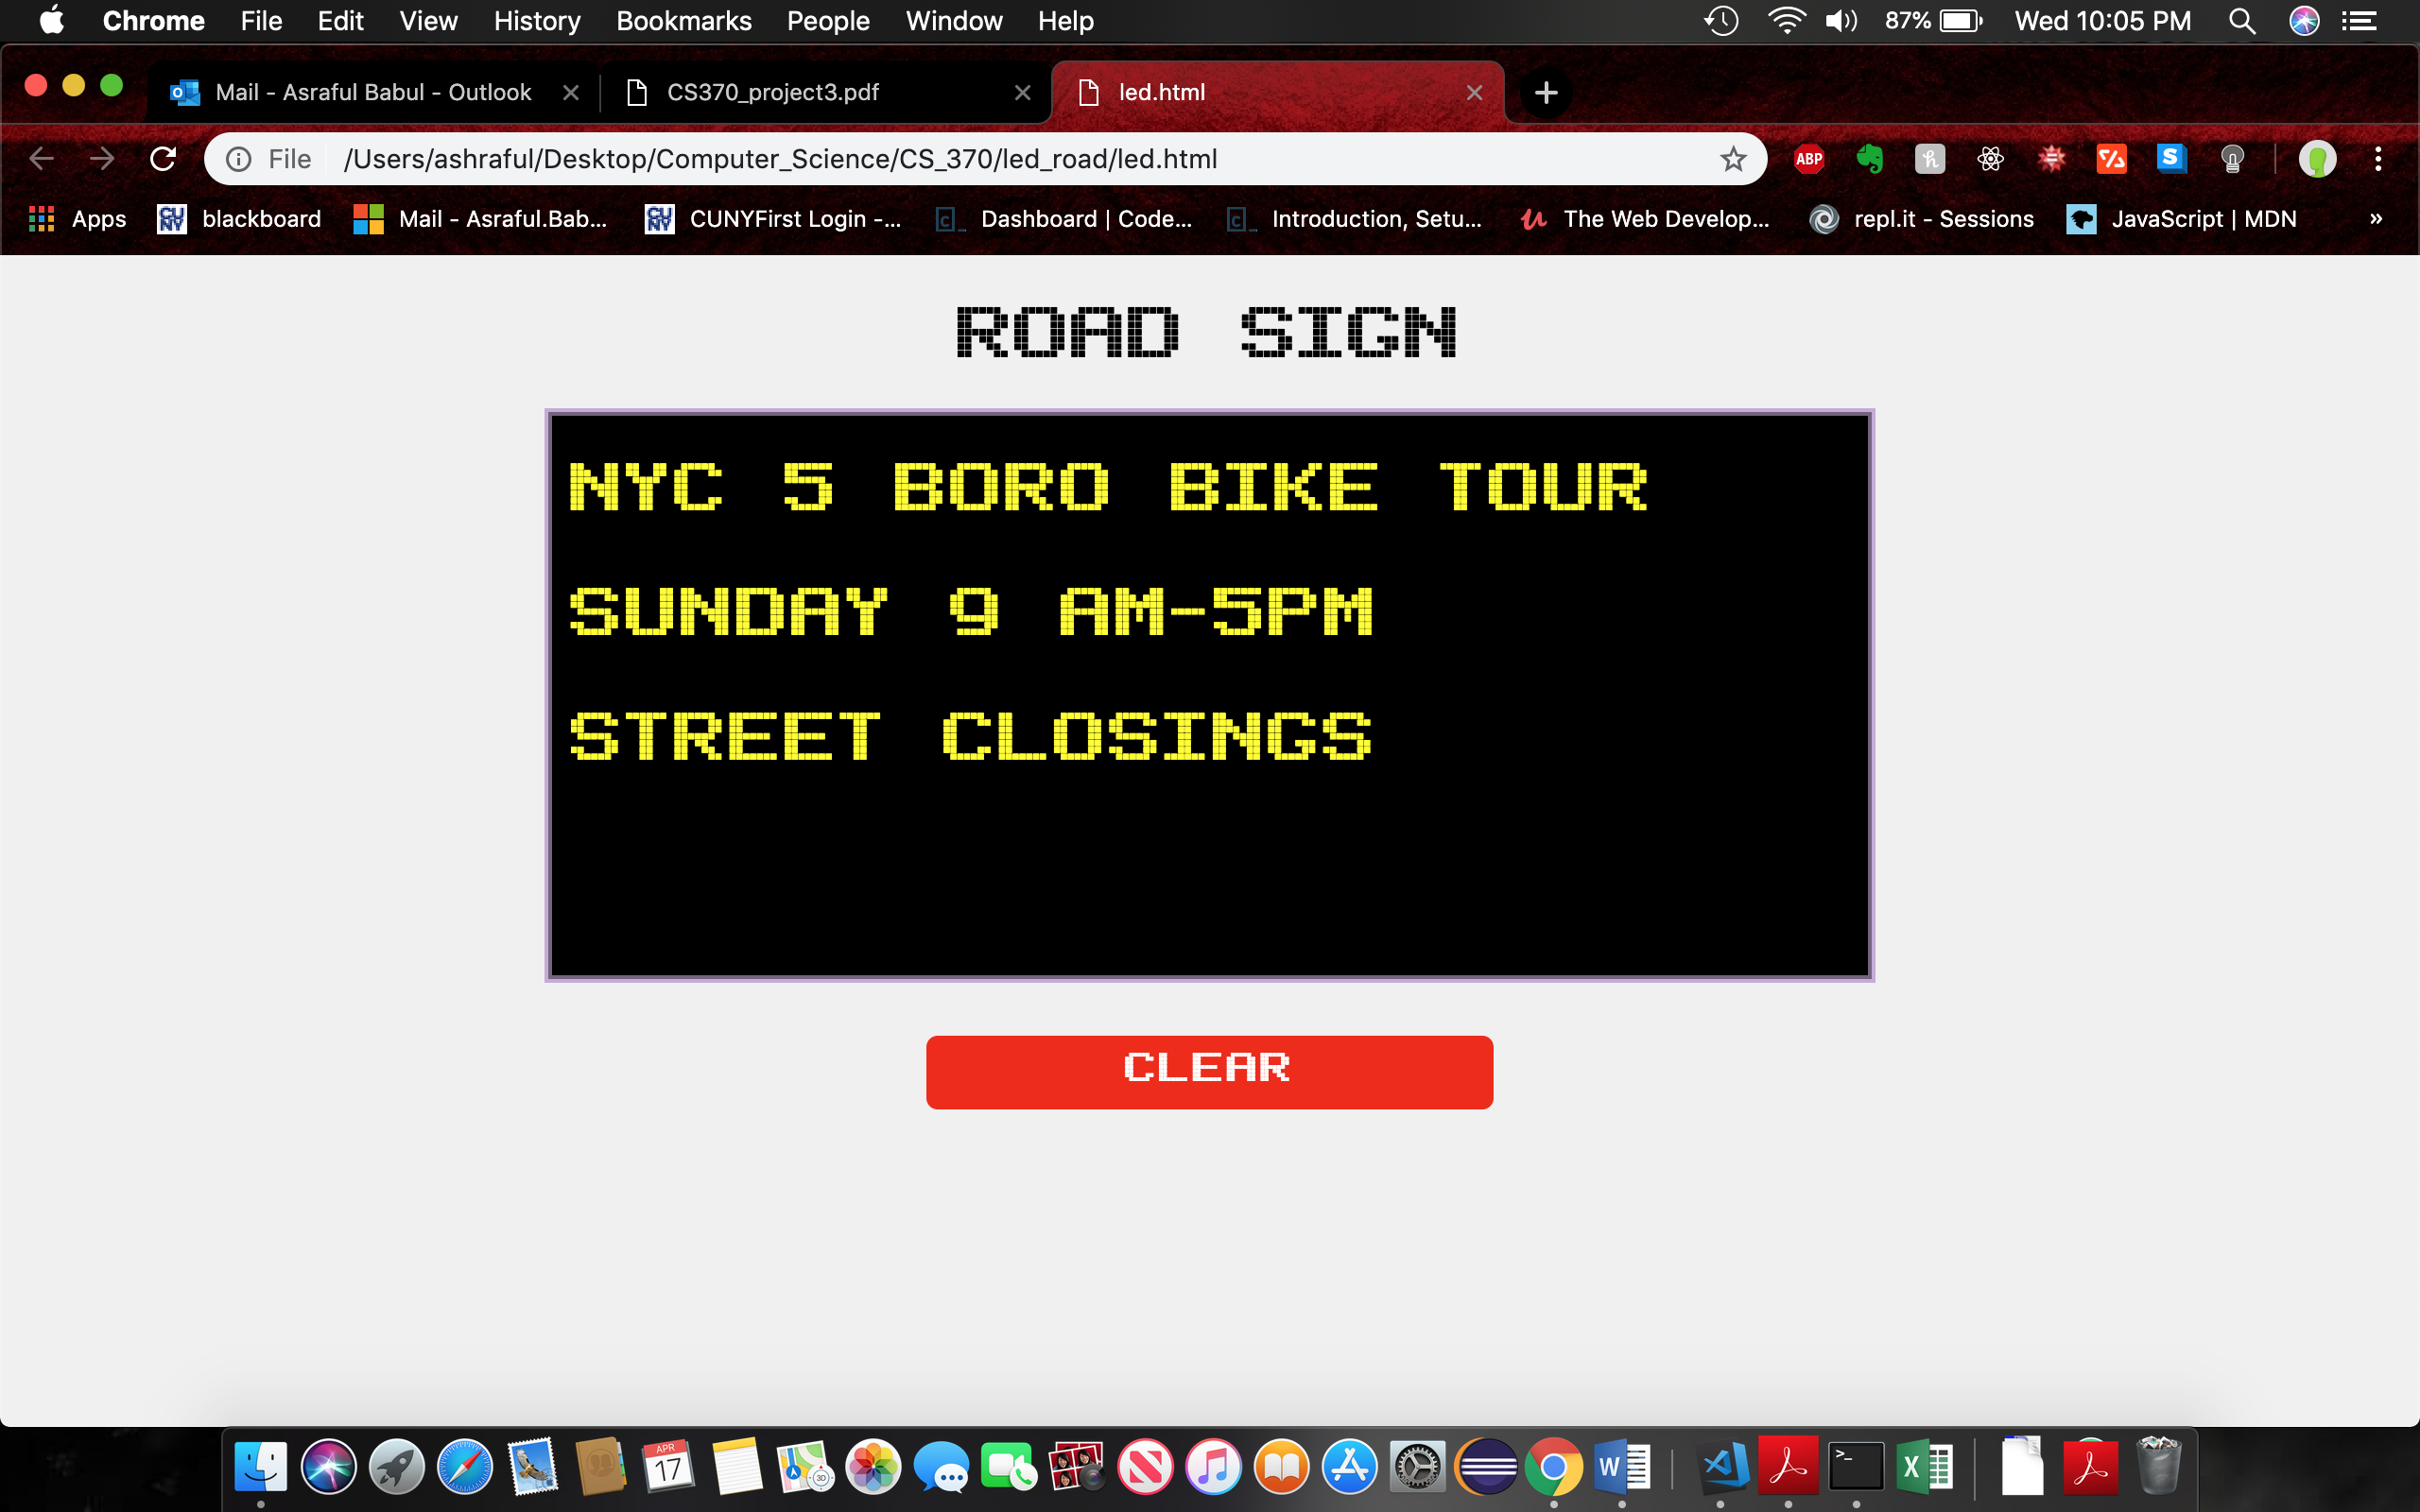 Chrome File Edit View History Bookmarks People Window Help 87% Wed 10:05 PM
Mail - Asraful Babul - Outlook CS370_project3.pdf led.html
File /Users/ashraful/Desktop/Computer_Science/CS_370/led_road/led.html ABP
Apps blackboard Mail - Asraful.Bab... CUNYFirst Login -... Dashboard | Code... Introduction, Setu... The Web Develop... repl.it - Sessions JavaScript | MDN »
ROAD SIGN
NYC 5 BORO BIKE TOUR
SUNDAY 9 AM-5PM
STREET CLOSINGS
CLEAR
APR
17
3D